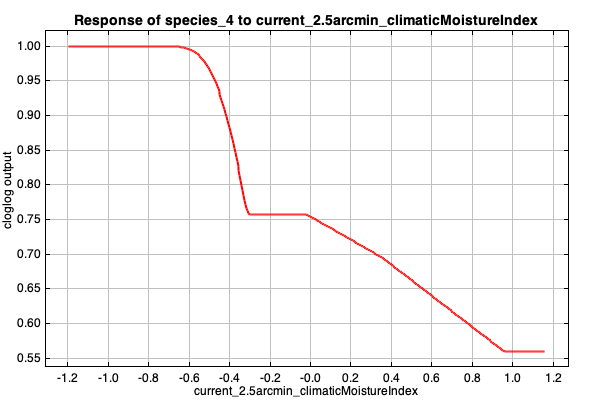 Response of species_4 to current_2.5arcmin_climaticMoistureIndex
1.00
0.95
0.90
0.85
0.80
0.75
0.70
0.65
0.60
0.55
cloglog output
-1.2 -1.0 -0.8 -0.6 -0.4 -0.2 -0.0 0.2 0.4 0.6 0.8 1.0 1.2
current_2.5arcmin_climaticMoistureIndex